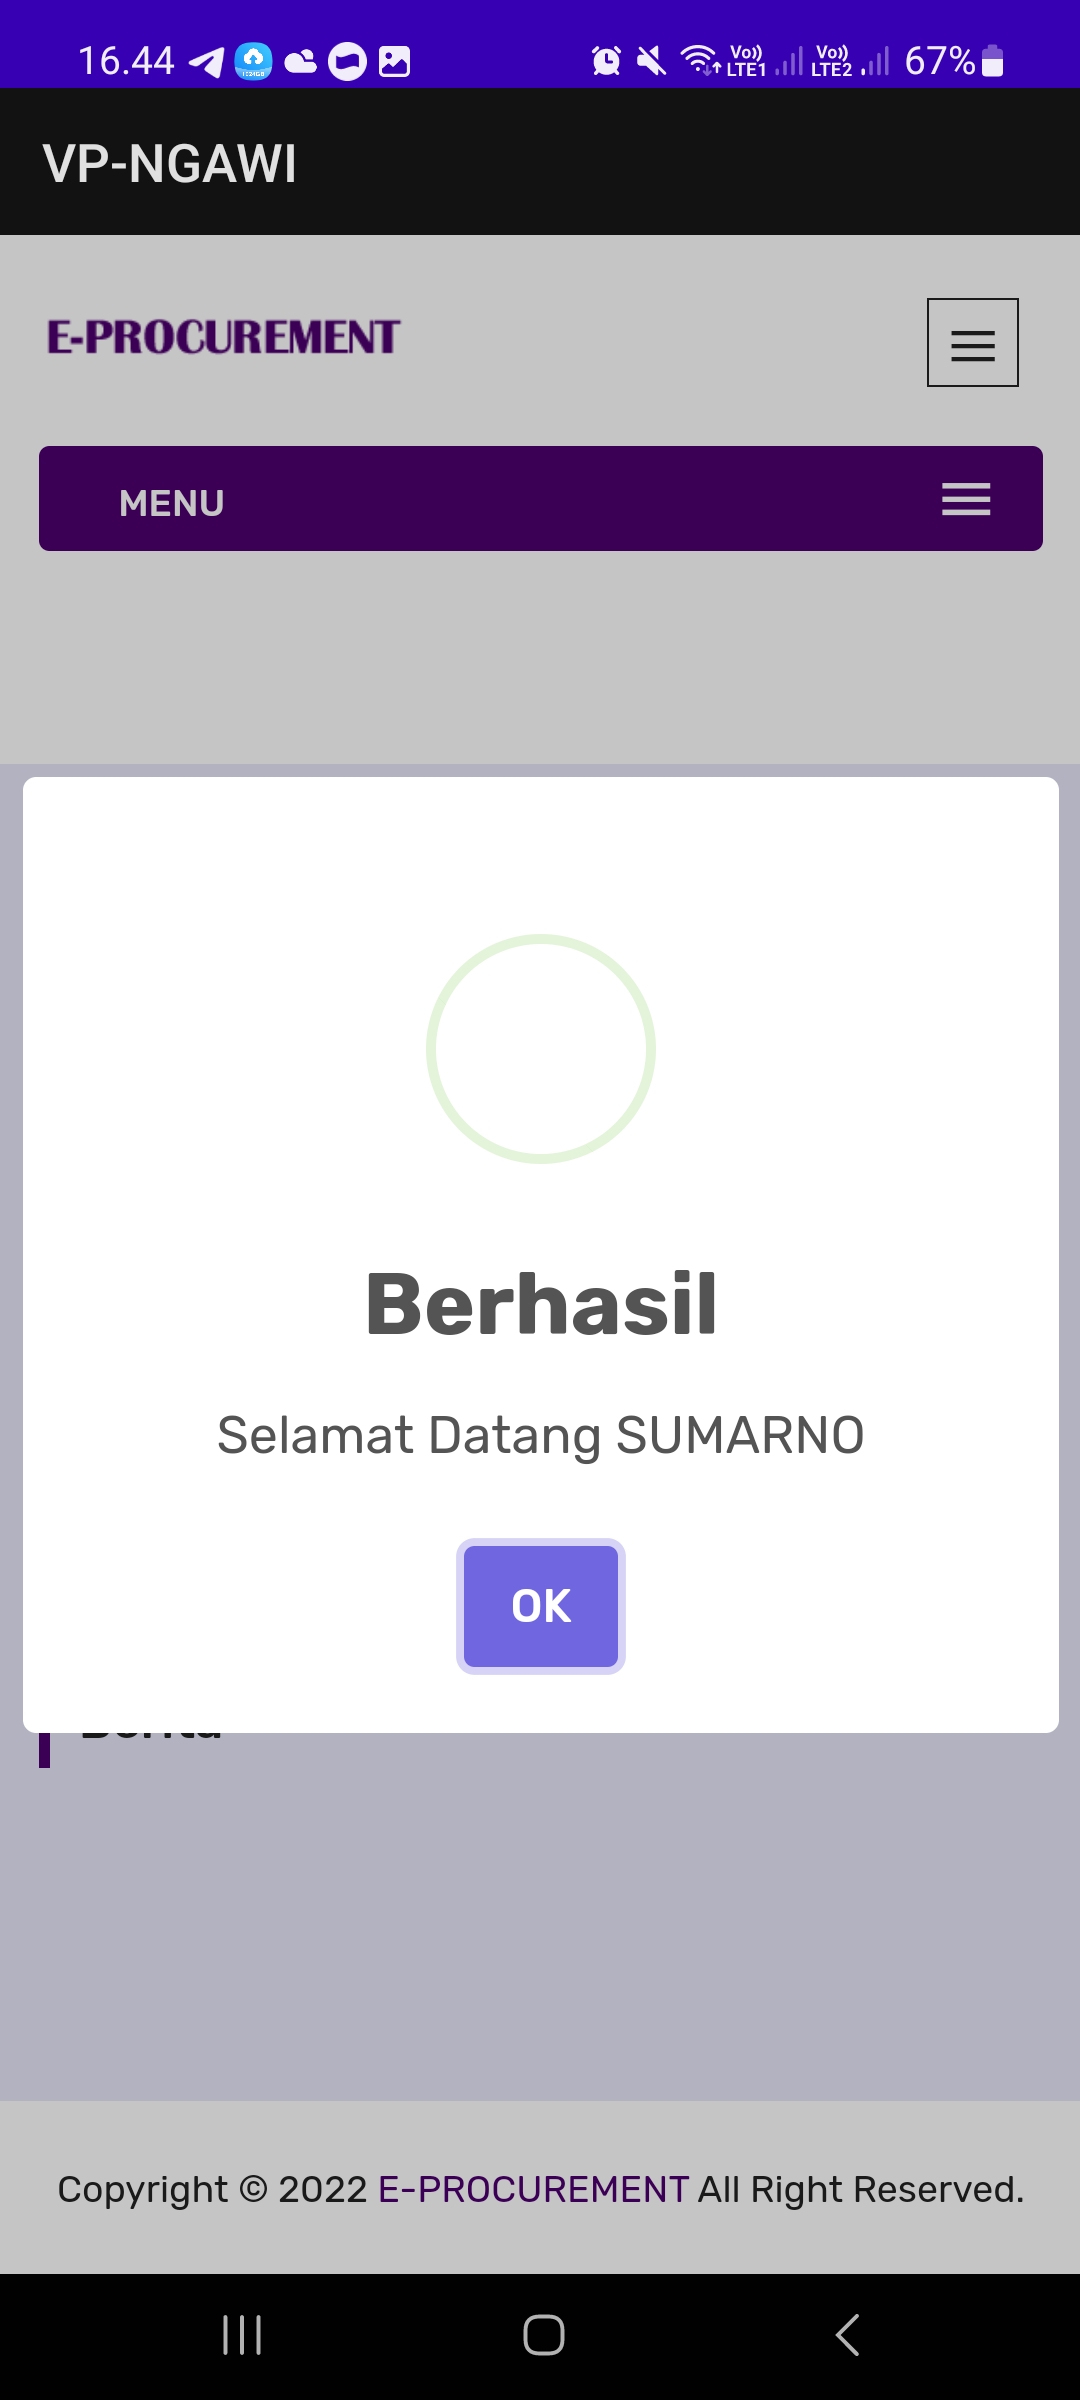 16.44
Vo)) LTE1 Vo)) LTE2 67%
VP-NGAWI
E-PROCUREMENT
MENU
Berhasil
Selamat Datang SUMARNO
OK
Berita
Copyright © 2022 E-PROCUREMENT All Right Reserved.